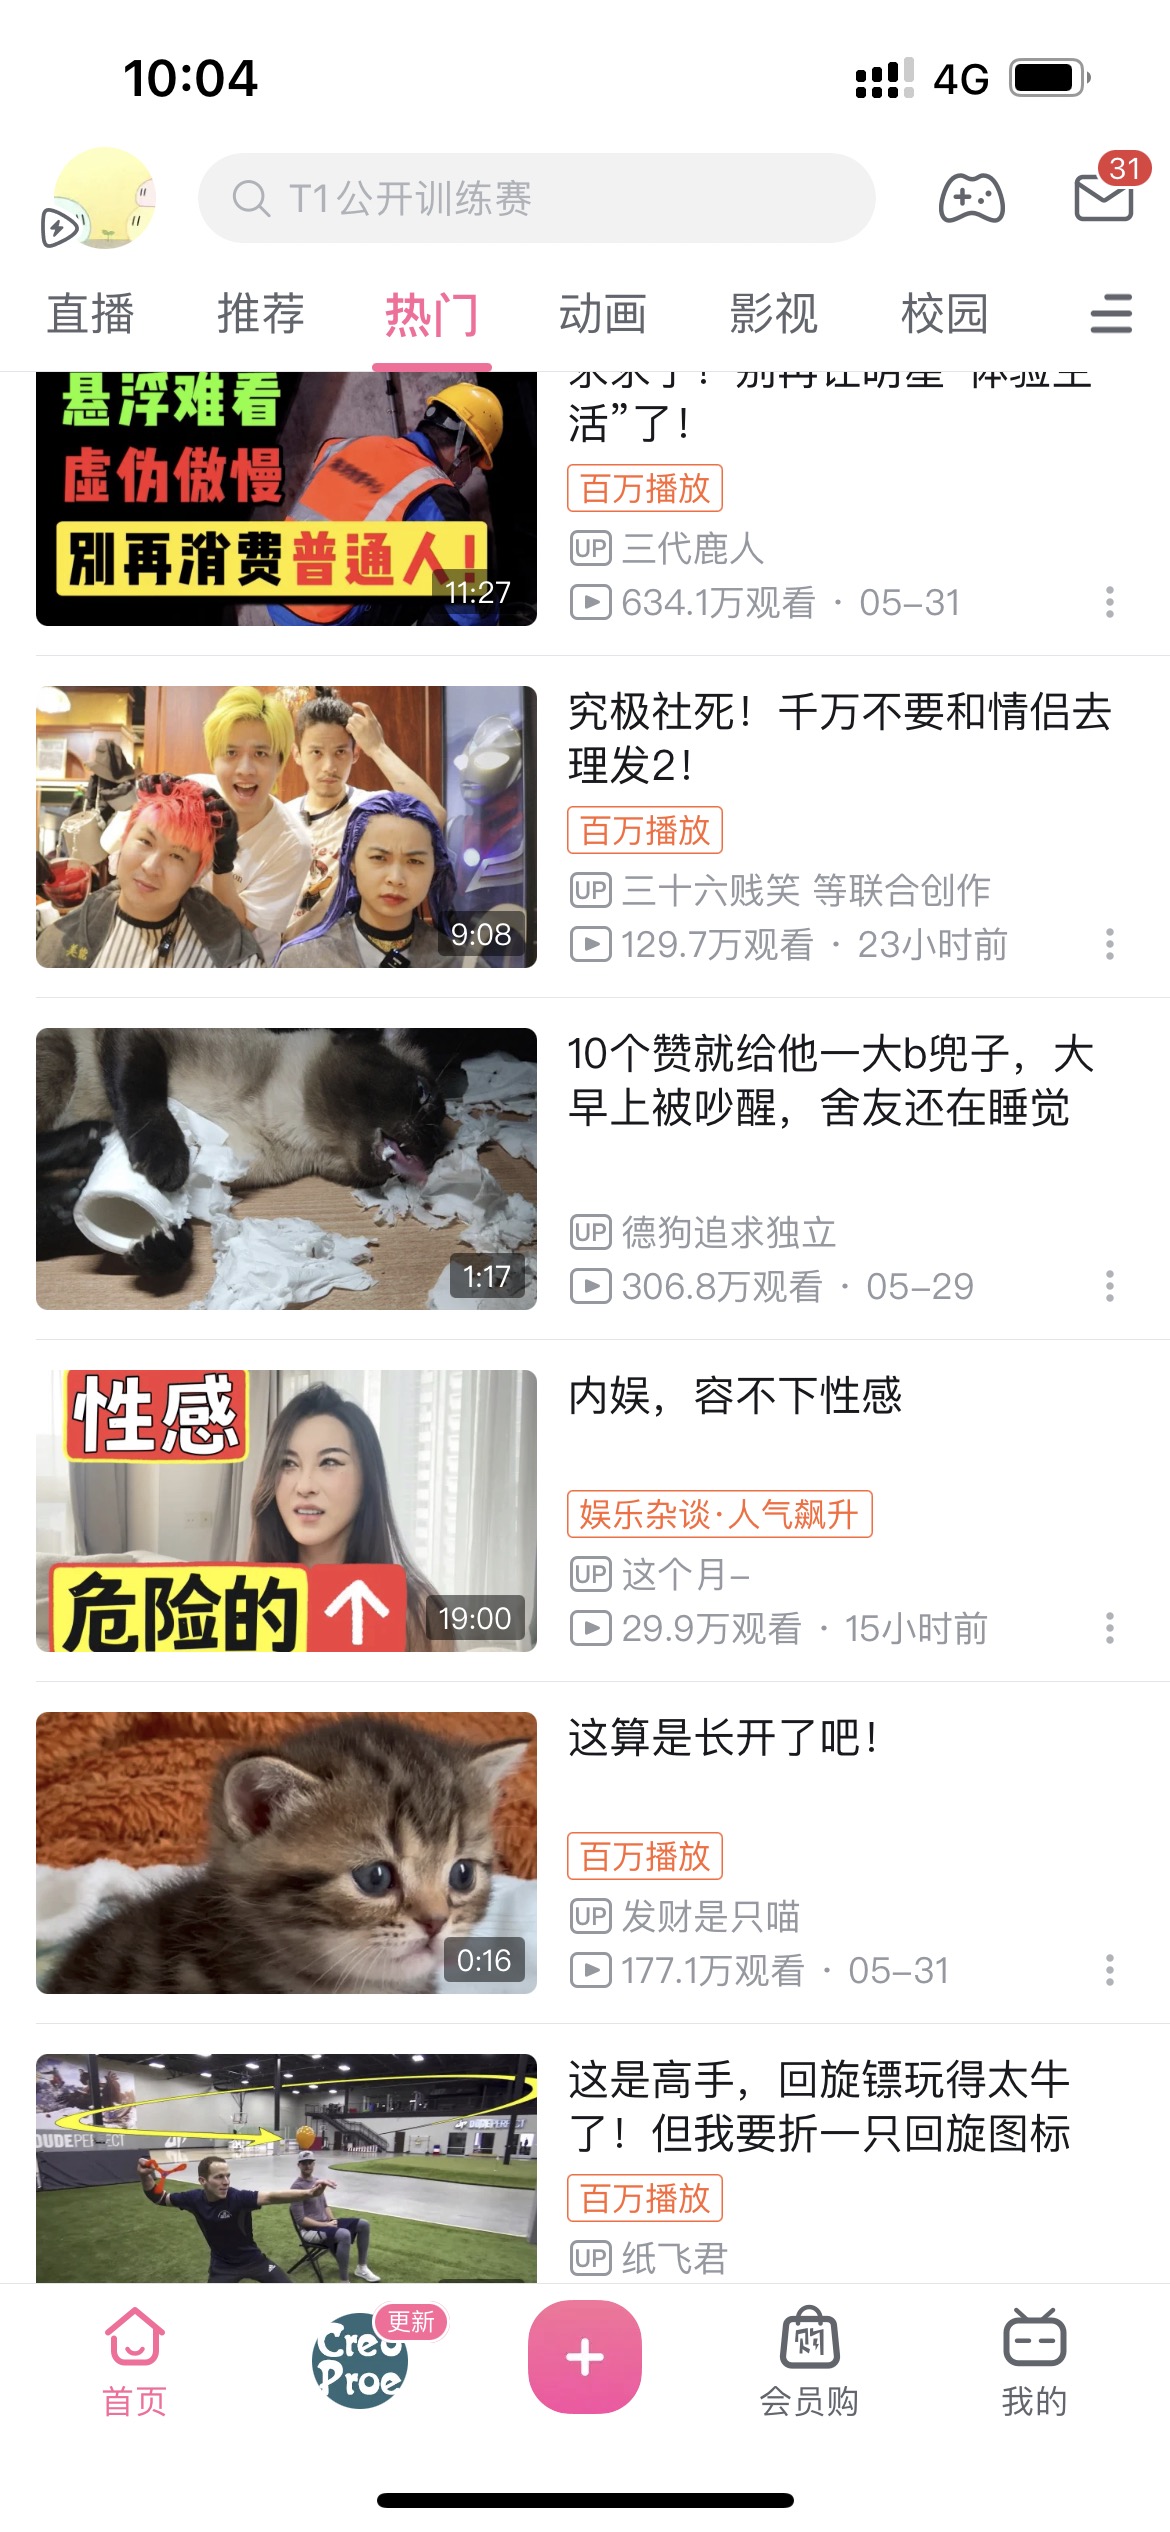 10:04
4G
T1公开训练赛
31
直播
推荐
热门
动画
影视
校园
悬浮难看
虚伪傲慢
别再消费普通人!
11:27
求求了！别再让明星“体验生
活”了！
百万播放
UP 三代鹿人
634.1万观看 · 05-31
9:08
究极社死！千万不要和情侣去
理发2！
百万播放
UP 三十六贱笑 等联合创作
129.7万观看 · 23小时前
1:17
10个赞就给他一大b兜子，大
早上被吵醒，舍友还在睡觉
UP 德狗追求独立
306.8万观看 · 05-29
性感
危险的
19:00
内娱，容不下性感
娱乐杂谈·人气飙升
UP 这个月-
29.9万观看 · 15小时前
0:16
这算是长开了吧！
百万播放
UP 发财是只喵
177.1万观看 · 05-31
这是高手，回旋镖玩得太牛
了！但我要折一只回旋图标
百万播放
UP 纸飞君
首页
更新
会员购
我的